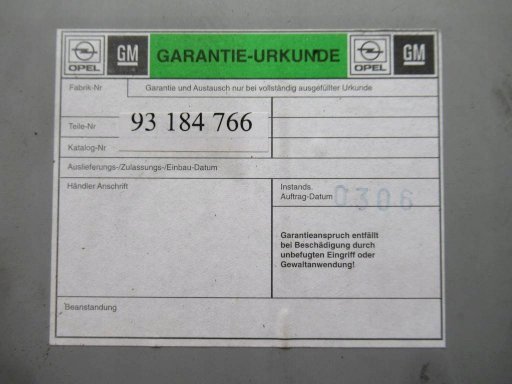 OPEL GM GARANTIE-URKUNDE OPEL GM
Fabrik-Nr
Garantie und Austausch nur bei vollständig ausgefüllter Urkunde
Teile-Nr
93 184 766
Katalog-Nr
Auslieferungs-/Zulassungs-/Einbau-Datum
Händler Anschrift
Instands.
Auftrag-Datum
0306
Garantieanspruch entfällt
bei Beschädigung durch
unbefugten Eingriff oder
Gewaltanwendung!
Beanstandung